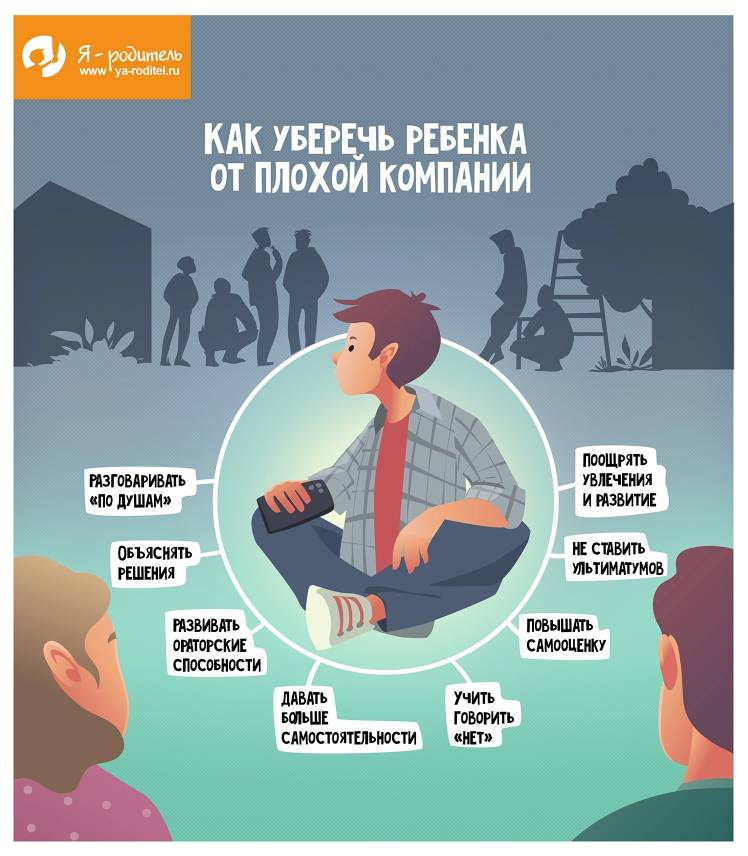 Я - родитель
www ya-roditel.ru
КАК УБЕРЕЧЬ РЕБЕНКА
ОТ ПЛОХОЙ КОМПАНИИ
РАЗГОВАРИВАТЬ
«ПО ДУШАМ»
ОБЪЯСНЯТЬ
РЕШЕНИЯ
РАЗВИВАТЬ
ОРАТОРСКИЕ
СПОСОБНОСТИ
ДАВАТЬ
БОЛЬШЕ
САМОСТОЯТЕЛЬНОСТИ
УЧИТЬ
ГОВОРИТЬ
«НЕТ»
ПОВЫШАТЬ
САМООЦЕНКУ
НЕ СТАВИТЬ
УЛЬТИМАТУМОВ
ПООЩРЯТЬ
УВЛЕЧЕНИЯ
И РАЗВИТИЕ